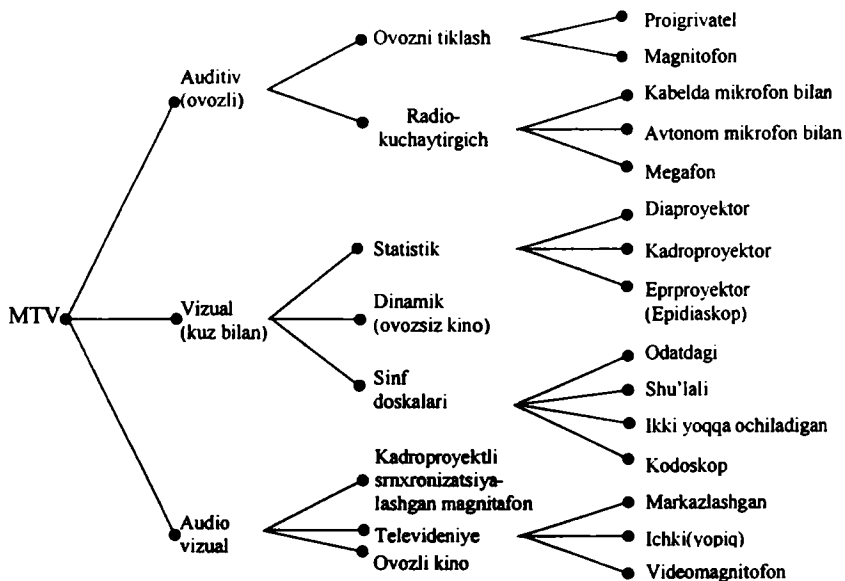 MTV
Auditiv
(ovozli)
Ovozni tiklash
Proigrivatel
Magnitofon
Radio-
kuchaytirgich
Kabelda mikrofon bilan
Avtonom mikrofon bilan
Megafon
Vizual
(kuz bilan)
Statistik
Diaproyektor
Kadroproyektor
Eprproyektor
(Epidiaskop)
Dinamik
(ovozsiz kino)
Sinf
doskalari
Odatdagi
Shu'lali
Ikki yoqqa ochiladigan
Kodoskop
Audio
vizual
Kadroproyektli
srnxronizatsiya-
lashgan magnitafon
Televideniye
Ovozli kino
Markazlashgan
Ichki(yopiq)
Videomagnitofon